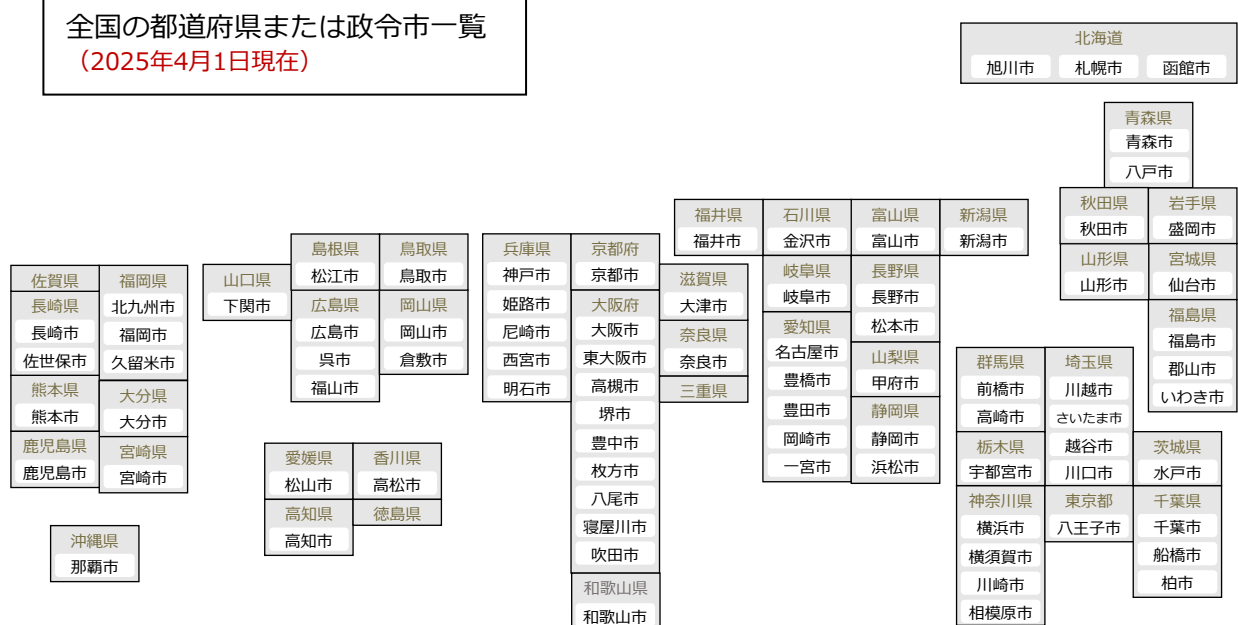 全国の都道府県または政令市一覧
（2025年4月1日現在）
北海道
旭川市 札幌市 函館市
青森県
青森市
八戸市
秋田県
秋田市
岩手県
盛岡市
山形県
山形市
宮城県
仙台市
福島県
福島市
郡山市
いわき市
福井県
福井市
石川県
金沢市
富山県
富山市
新潟県
新潟市
岐阜県
岐阜市
長野県
長野市
松本市
愛知県
名古屋市
豊橋市
豊田市
岡崎市
一宮市
山梨県
甲府市
静岡県
静岡市
浜松市
群馬県
前橋市
高崎市
埼玉県
川越市
さいたま市
越谷市
川口市
栃木県
宇都宮市
茨城県
水戸市
神奈川県
横浜市
横須賀市
川崎市
相模原市
東京都
八王子市
千葉県
千葉市
船橋市
柏市
兵庫県
神戸市
姫路市
尼崎市
西宮市
明石市
京都府
京都市
大阪府
大阪市
東大阪市
高槻市
堺市
豊中市
枚方市
八尾市
寝屋川市
吹田市
和歌山県
和歌山市
滋賀県
大津市
奈良県
奈良市
三重県
島根県
松江市
鳥取県
鳥取市
広島県
広島市
呉市
福山市
岡山県
岡山市
倉敷市
山口県
下関市
愛媛県
松山市
香川県
高松市
高知県
高知市
徳島県
佐賀県
長崎県
長崎市
佐世保市
福岡県
北九州市
福岡市
久留米市
熊本県
熊本市
大分県
大分市
鹿児島県
鹿児島市
宮崎県
宮崎市
沖縄県
那覇市